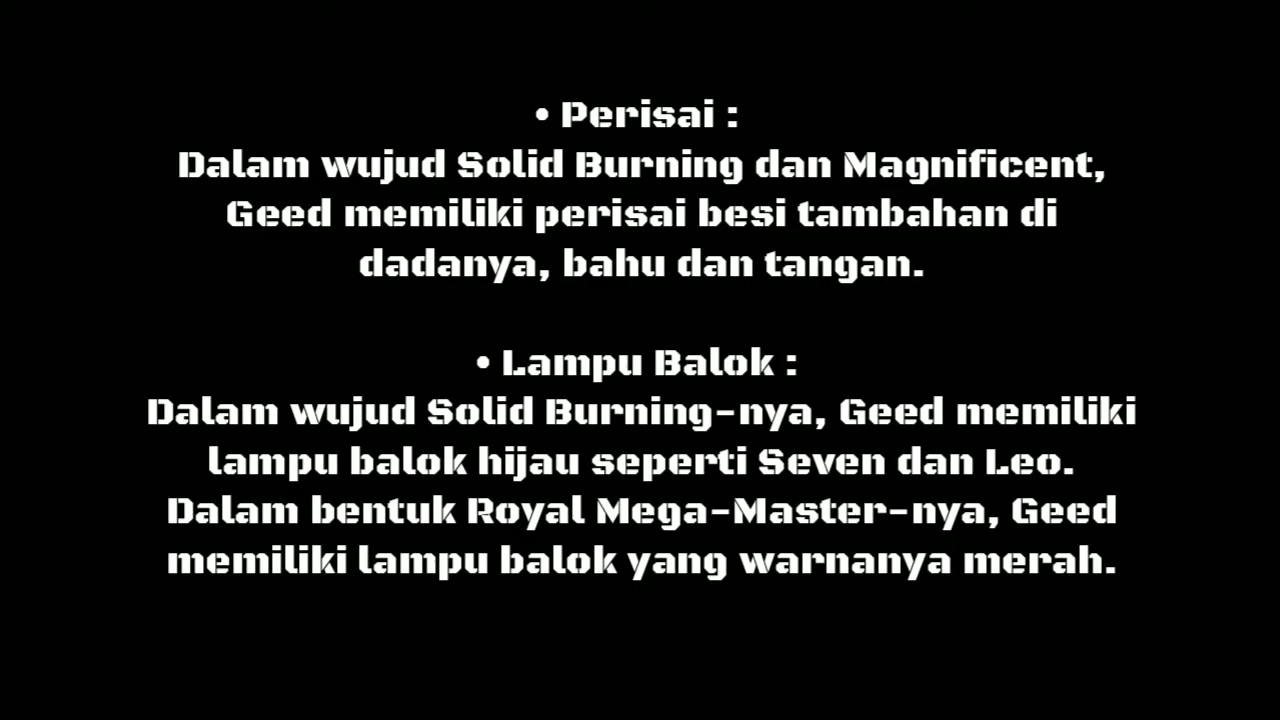 • Perisai :
Dalam wujud Solid Burning dan Magnificent,
Geed memiliki perisai besi tambahan di
dadanya, bahu dan tangan.
• Lampu Balok :
Dalam wujud Solid Burning-nya, Geed memiliki
lampu balok hijau seperti Seven dan Leo.
Dalam bentuk Royal Mega-Master-nya, Geed
memiliki lampu balok yang warnanya merah.